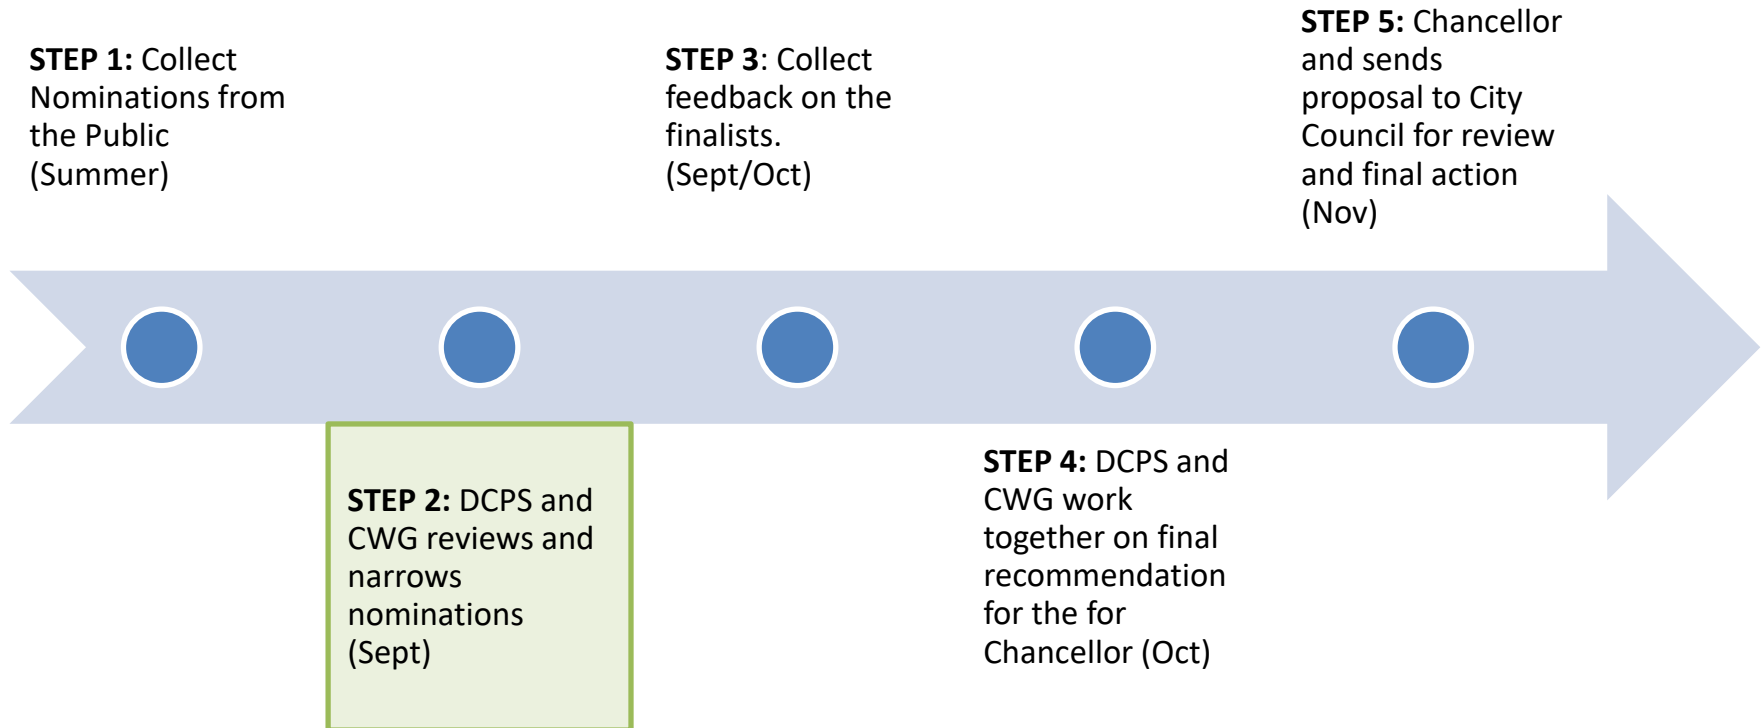 STEP 1: Collect
Nominations from
the Public
(Summer)
STEP 2: DCPS and
CWG reviews and
narrows
nominations
(Sept)
STEP 3: Collect
feedback on the
finalists.
(Sept/Oct)
STEP 4: DCPS and
CWG work
together on final
recommendation
for the for
Chancellor (Oct)
STEP 5: Chancellor
and sends
proposal to City
Council for review
and final action
(Nov)